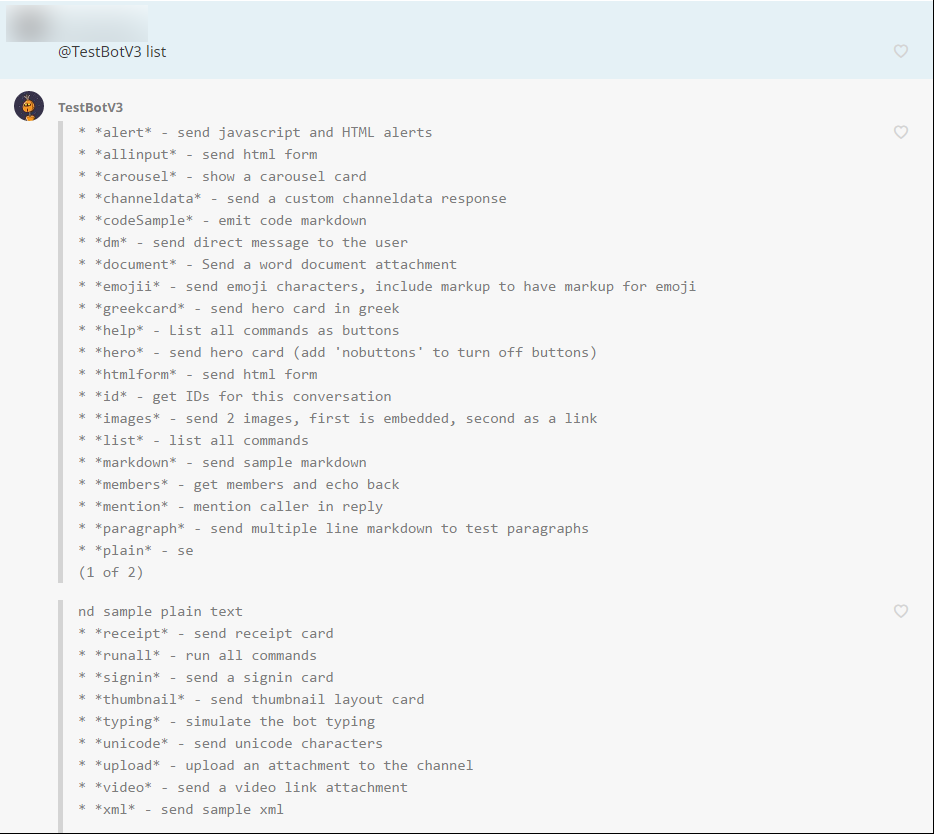 @TestBotV3 list
TestBotV3
* *alert* - send javascript and HTML alerts
* *allinput* - send html form
* *carousel* - show a carousel card
* *channeldata* - send a custom channeldata response
* *codeSample* - emit code markdown
* *dm* - send direct message to the user
* *document* - Send a word document attachment
* *emojii* - send emoji characters, include markup to have markup for emoji
* *greekcard* - send hero card in greek
* *help* - List all commands as buttons
* *hero* - send hero card (add 'nobuttons' to turn off buttons)
* *htmlform* - send html form
* *id* - get IDs for this conversation
* *images* - send 2 images, first is embedded, second as a link
* *list* - list all commands
* *markdown* - send sample markdown
* *members* - get members and echo back
* *mention* - mention caller in reply
* *paragraph* - send multiple line markdown to test paragraphs
* *plain* - se
(1 of 2)
nd sample plain text
* *receipt* - send receipt card
* *runall* - run all commands
* *signin* - send a signin card
* *thumbnail* - send thumbnail layout card
* *typing* - simulate the bot typing
* *unicode* - send unicode characters
* *upload* - upload an attachment to the channel
* *video* - send a video link attachment
* *xml* - send sample xml